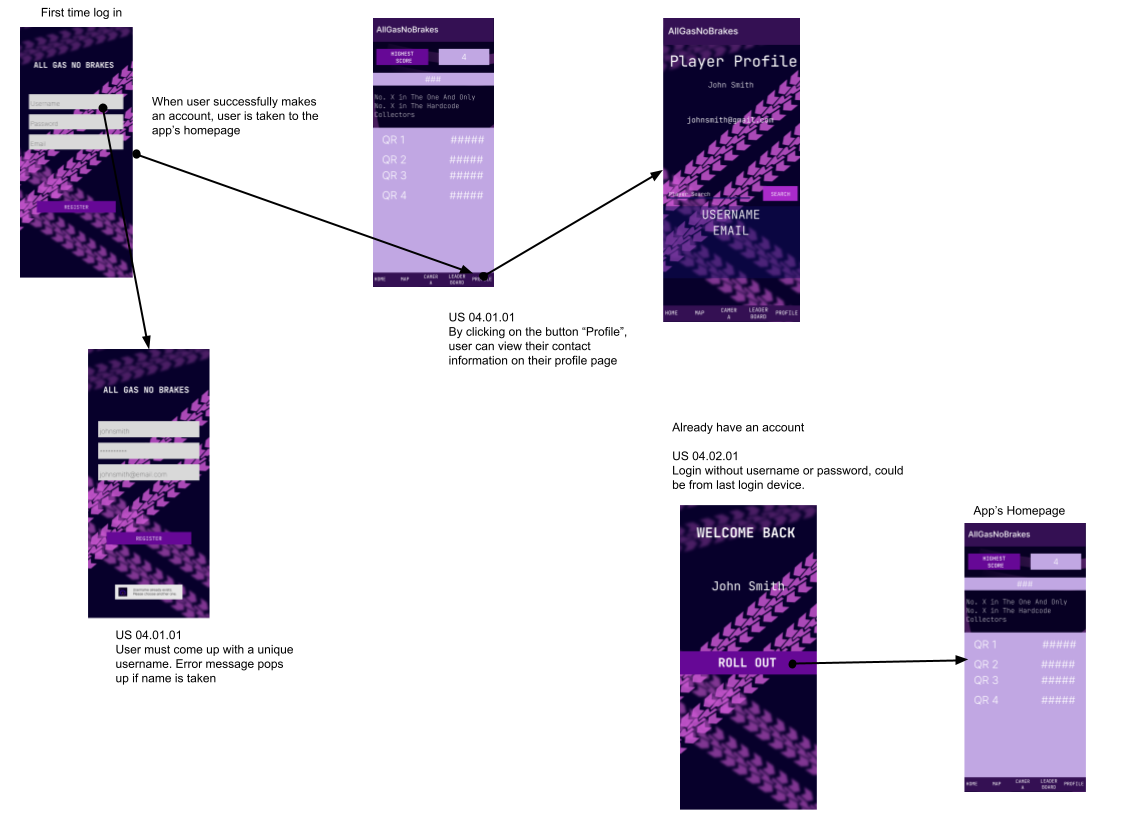 First time log in
ALL GAS NO BRAKES
Username
Password
Email
REGISTER
When user successfully makes
an account, user is taken to the
app's homepage
AllGasNoBrakes
HIGHEST
SCORE
4
###
No. X in The One And Only
No. X in The Hardcode
Collectors
QR 1 #####
QR 2 #####
QR 3 #####
QR 4 #####
HOME MAP CAMER
A LEADER
BOARD PROFILE
US 04.01.01
By clicking on the button “Profile”,
user can view their contact
information on their profile page
AllGasNoBrakes
Player Profile
John Smith
johnsmith@gmail.com
Player Search
SEARCH
USERNAME
EMAIL
HOME MAP CAMER
A LEADER
BOARD PROFILE
ALL GAS NO BRAKES
johnsmith
**********
johnsmith@email.com
REGISTER
Please choose another one
US 04.01.01
User must come up with a unique
username. Error message pops
up if name is taken
Already have an account
US 04.02.01
Login without username or password, could
be from last login device.
WELCOME BACK
John Smith
ROLL OUT
App's Homepage
AllGasNoBrakes
HIGHEST
SCORE
4
###
No. X in The One And Only
No. X in The Hardcode
Collectors
QR 1 #####
QR 2 #####
QR 3 #####
QR 4 #####
HOME MAP CAMER
A LEADER
BOARD PROFILE